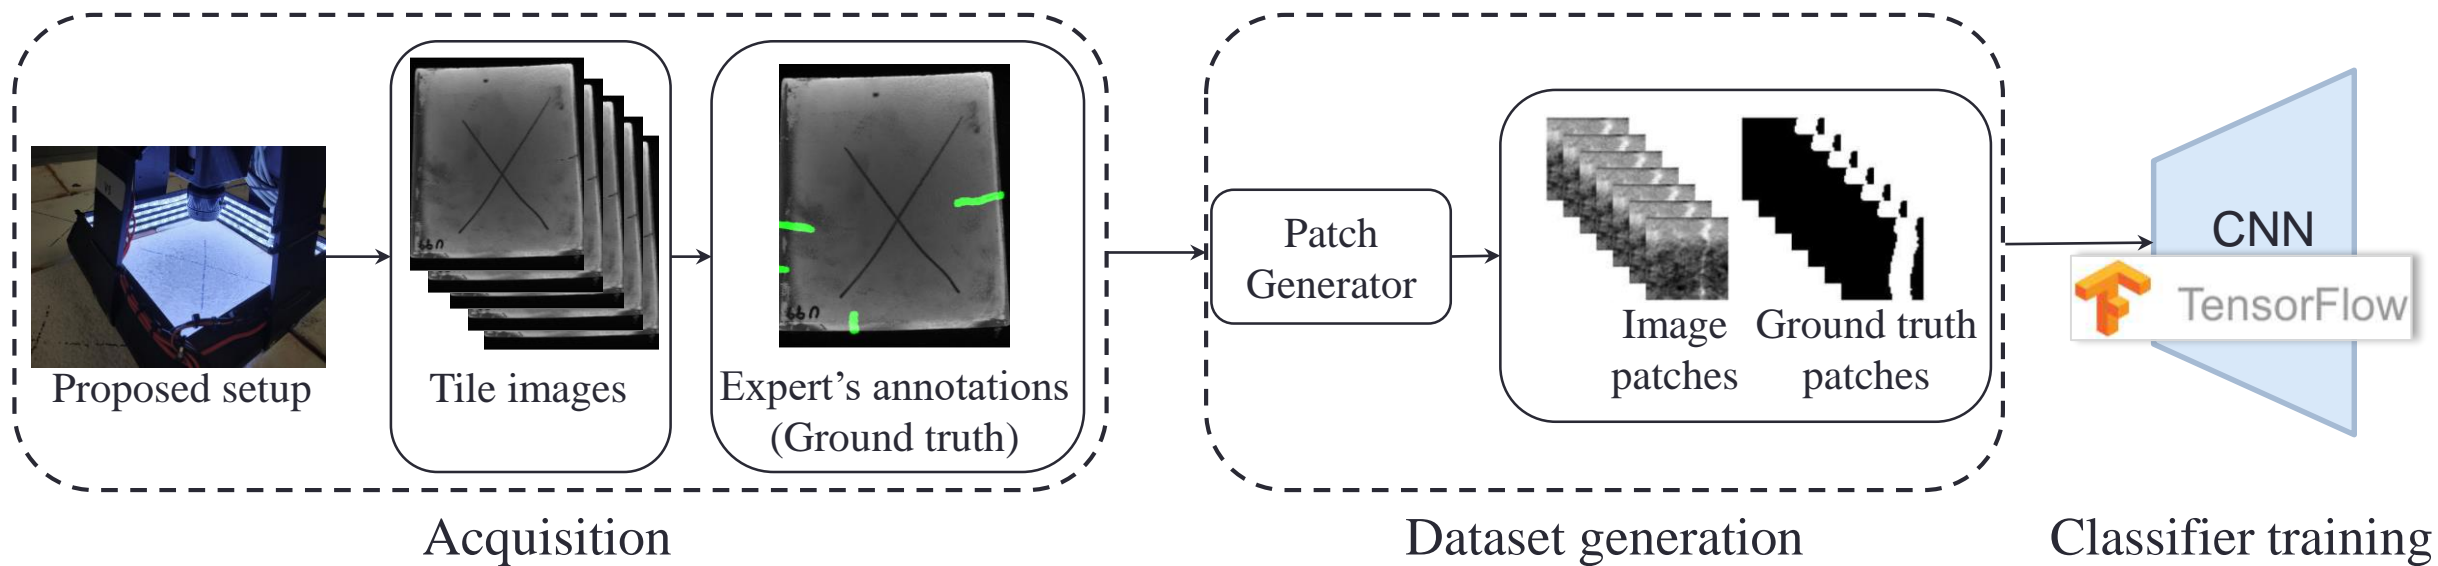 Proposed setup
Tile images
Expert’s annotations
(Ground truth)
Acquisition
Patch
Generator
Image
patches
Ground truth
patches
Dataset generation
CNN
TensorFlow
Classifier training